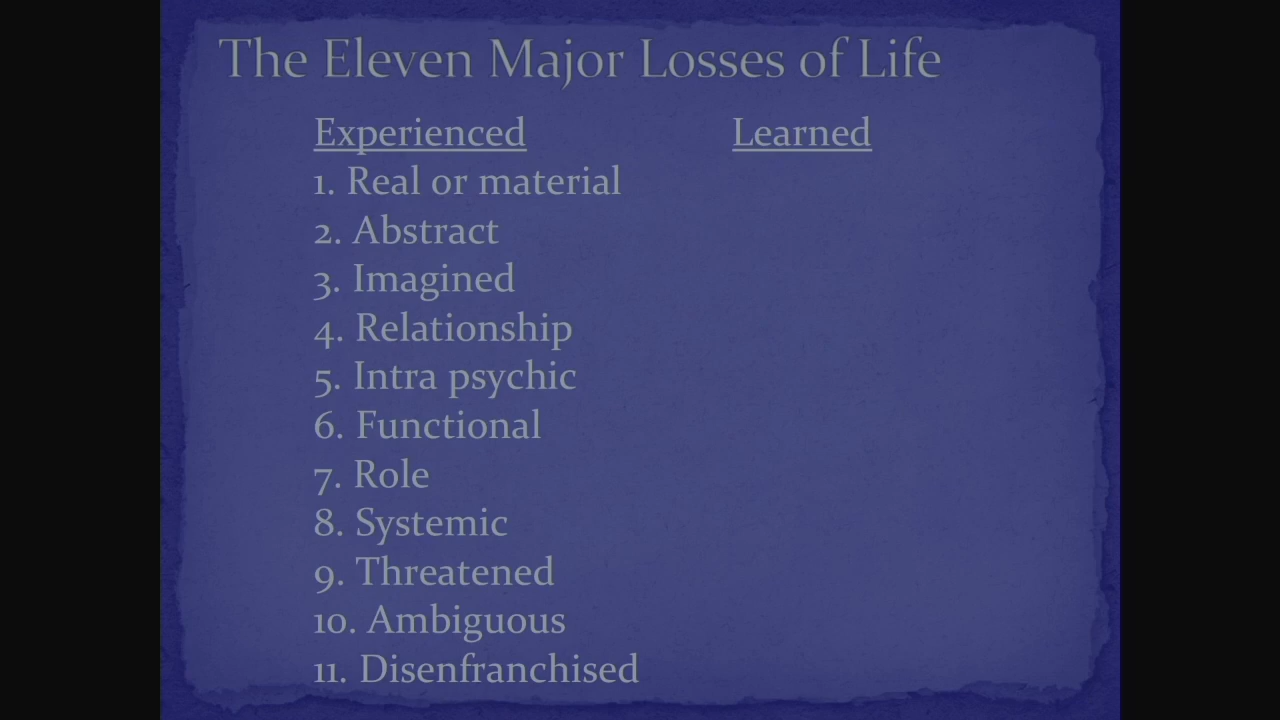 The Eleven Major Losses of Life
Experienced Learned
1. Real or material
2. Abstract
3. Imagined
4. Relationship
5. Intra psychic
6. Functional
7. Role
8. Systemic
9. Threatened
10. Ambiguous
11. Disenfranchised